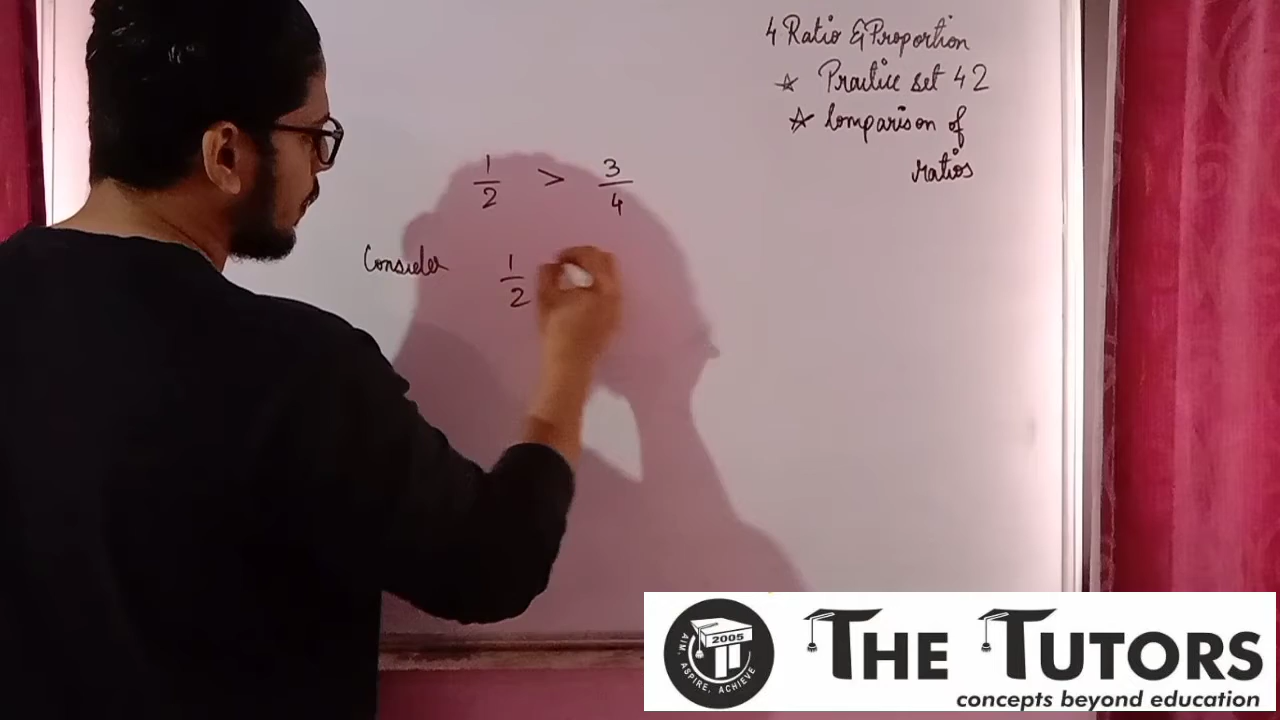 4 Ratio & Proportion
☆ Practice set 4 2
☆ Comparison of
ratios
1/2 > 3/4
Consider 1/2
2005
AIM, ASPIRE, ACHIEVE
THE TUTORS
concepts beyond education